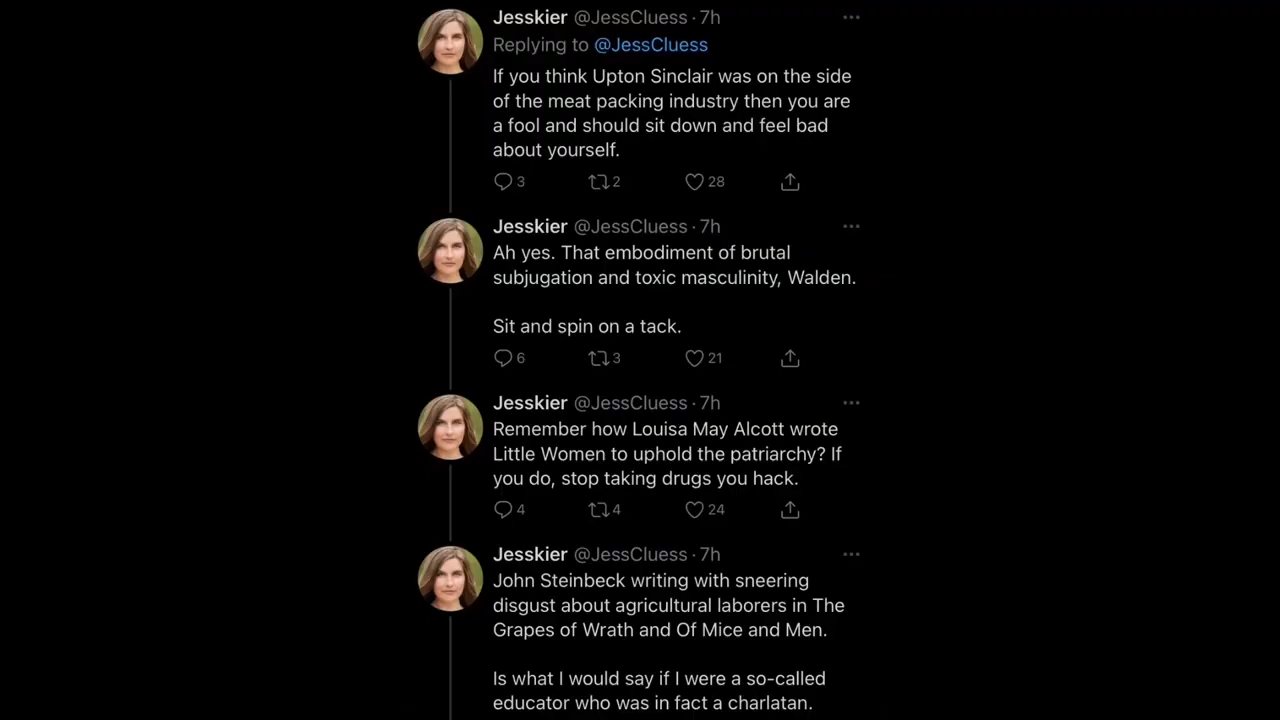 Jesskier @JessCluess · 7h
Replying to @JessCluess
If you think Upton Sinclair was on the side
of the meat packing industry then you are
a fool and should sit down and feel bad
about yourself.
3 2 28
Jesskier @JessCluess · 7h
Ah yes. That embodiment of brutal
subjugation and toxic masculinity, Walden.
Sit and spin on a tack.
6 3 21
Jesskier @JessCluess · 7h
Remember how Louisa May Alcott wrote
Little Women to uphold the patriarchy? If
you do, stop taking drugs you hack.
4 4 24
Jesskier @JessCluess · 7h
John Steinbeck writing with sneering
disgust about agricultural laborers in The
Grapes of Wrath and Of Mice and Men.
Is what I would say if I were a so-called
educator who was in fact a charlatan.